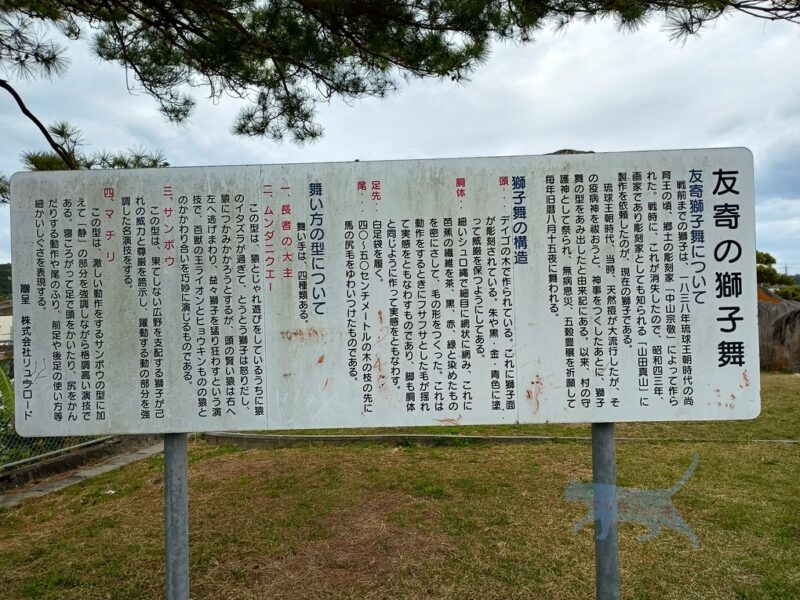 友寄の獅子舞
友寄獅子舞について
戦前までの獅子は、一八三八年琉球王朝時代の尚
育王の頃、郷土の彫刻家「中山宗敬」によって作ら
れた。戦時に、これが消失したので、昭和四三年、
画家であり彫刻家としても知られる「山田真山」に
製作を依頼したのが、現在の獅子である。
琉球王朝時代、当時、天然痘が大流行したが、そ
の疫病神を祓おうと、神事をつくしたあとに、獅子
舞の型をあみ出したと由来記にある。以来、村の守
護神として祭られ、無病息災、五穀豊穣を祈願して
毎年旧暦八月十五夜に舞われる。
獅子舞の構造
頭‥デイゴの木で作られている。これに獅子面
が彫刻されている。朱や黒、金、青色に塗
って威厳を保つようにしてある。
胴体‥細いシュロ縄で細目に網状に網み、これに
芭蕉の繊維を茶、黒、赤、緑と染めたもの
を密にさして、毛の形をつくった。これは
動作をするときにフサフサとした毛が揺れ
て実感をともなわすものであり、脚も胴体
と同じように作って実感をともなわす。
足先‥白足袋を履く。
尾‥四〇～五〇センチメートルの木の枝の先に
馬の尻毛をゆわいつけたものである。
舞い方の型について
舞い手は、四種類ある。
一、長者の大主
二、ムンダニクエー
この型は、猿としゃれ遊びをしているうちに猿
のイタズラが過ぎて、とうとう獅子は怒りだし、
猿につかみかかろうとするが、頭の賢い猿は右へ
左へ逃げまわり、益々獅子を猛り狂わすという演
技で、百獣の王ライオンとヒョウキンものの猿と
のかかわり合いを巧妙に演じるものである。
三、サンボウ
この型は、果てしない広野を支配する獅子が己
れの威力と尊厳を誇示し、躍動する動の部分を強
調した名演技をする。
四、マチリ
この型は、激しい動作をするサンボウの型に加
えて「静」の部分を強調しながら格調高い演技で
ある。寝ころがって足で頭をかいたり、尻をかん
だりする動作や尾のふり、前足や後足の使い方等
細かいしぐさを表現する。
贈呈 株式会社リュウロード